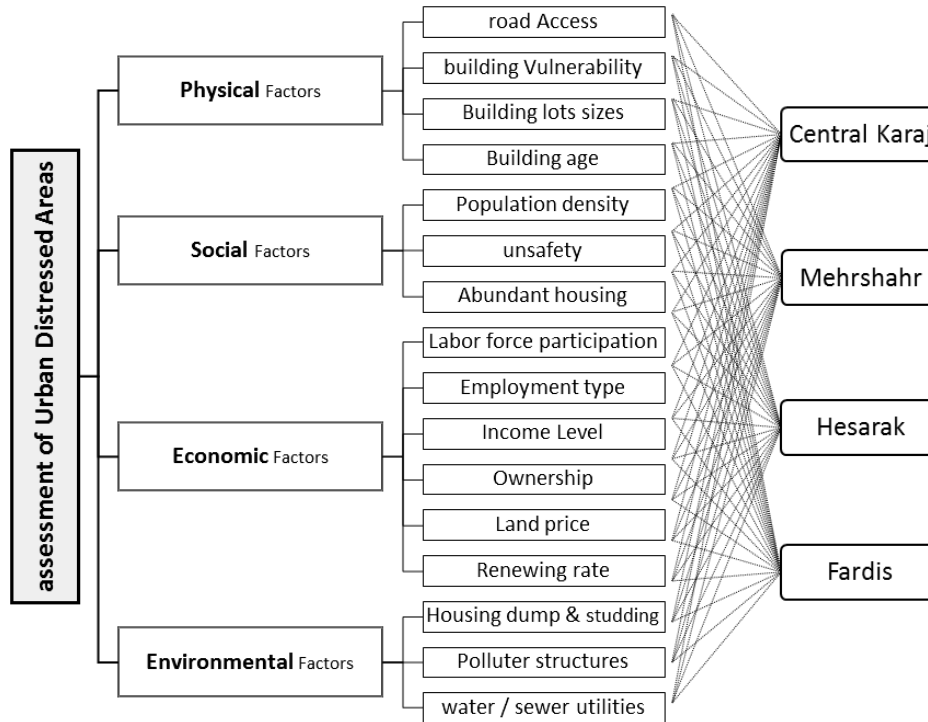 assessment of Urban Distressed Areas
Physical Factors
Social Factors
Economic Factors
Environmental Factors
road Access
building Vulnerability
Building lots sizes
Building age
Population density
unsafety
Abundant housing
Labor force participation
Employment type
Income Level
Ownership
Land price
Renewing rate
Housing dump & studding
Polluter structures
water / sewer utilities
Central Karaj
Mehrshahr
Hesarak
Fardis